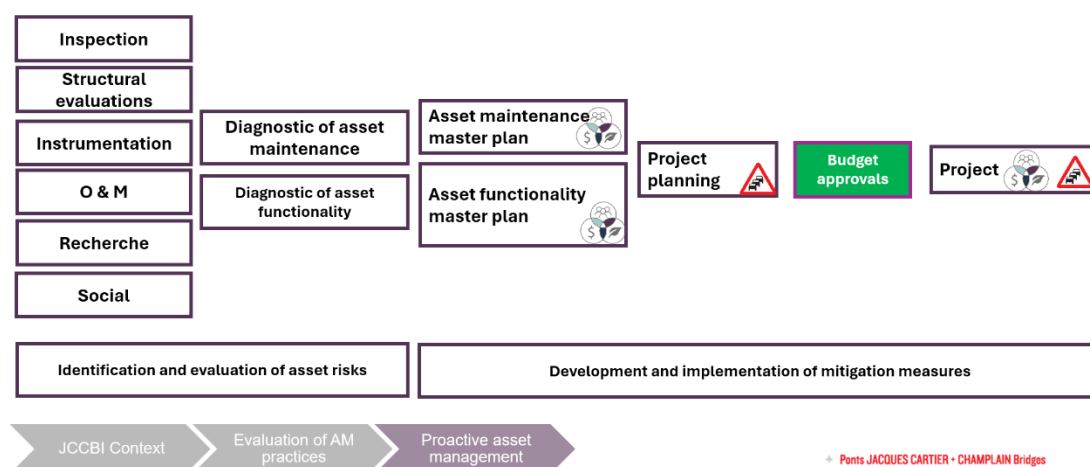 Inspection
Structural
evaluations
Instrumentation
O & M
Recherche
Social
Diagnostic of asset
maintenance
Diagnostic of asset
functionality
Asset maintenance
master plan
$
Asset functionality
master plan
$
Project
planning
Budget
approvals
Project
$
Identification and evaluation of asset risks
Development and implementation of mitigation measures
JCCBI Context
Evaluation of AM
practices
Proactive asset
management
Ponts JACQUES CARTIER + CHAMPLAIN Bridges